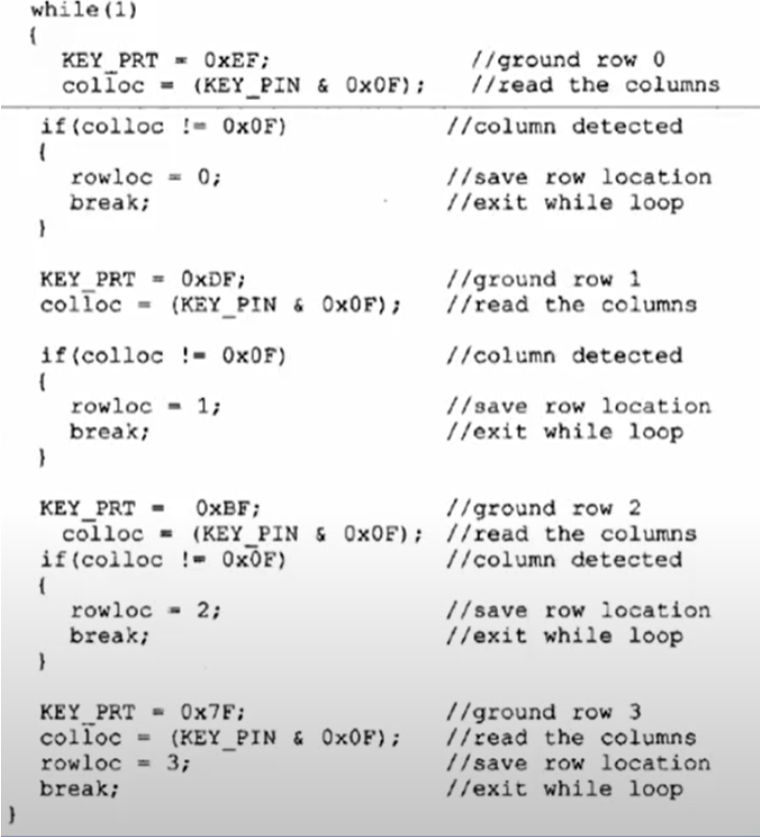 while(1)
{
KEY_PRT = 0xEF; //ground row 0
colloc = (KEY_PIN & 0x0F); //read the columns
if(colloc != 0x0F) //column detected
{
rowloc = 0; //save row location
break; //exit while loop
}
KEY_PRT = 0xDF; //ground row 1
colloc = (KEY_PIN & 0x0F); //read the columns
if(colloc != 0x0F) //column detected
{
rowloc = 1; //save row location
break; //exit while loop
}
KEY_PRT = 0xBF; //ground row 2
colloc = (KEY_PIN & 0x0F); //read the columns
if(colloc != 0x0F) //column detected
{
rowloc = 2; //save row location
break; //exit while loop
}
KEY_PRT = 0x7F; //ground row 3
colloc = (KEY_PIN & 0x0F); //read the columns
rowloc = 3; //save row location
break; //exit while loop
}